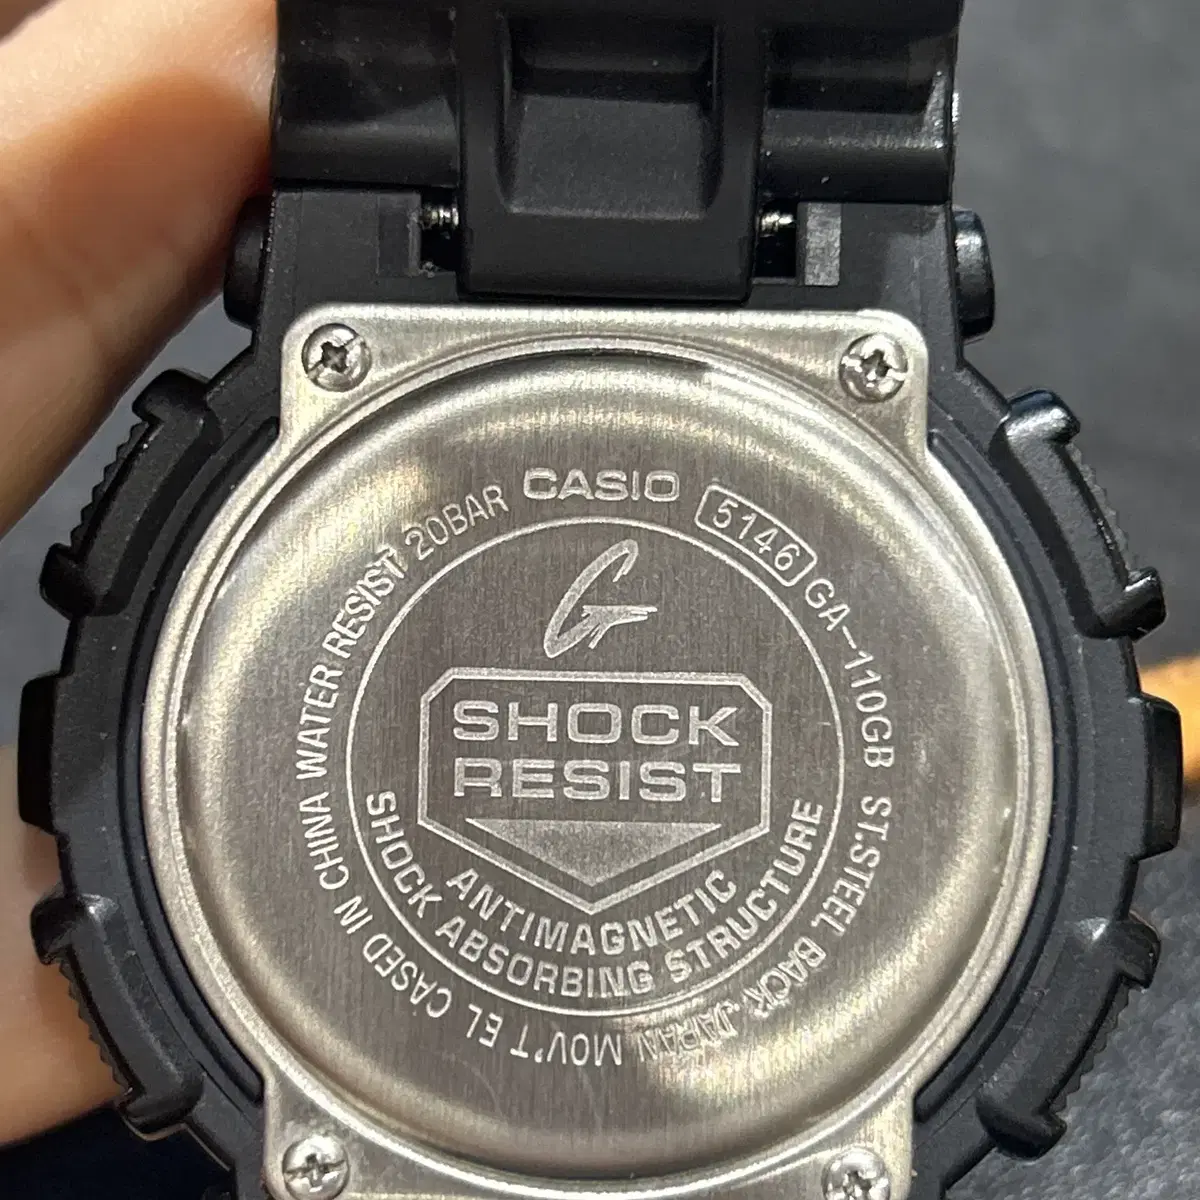 CASIO
5146 GA-110GB ST.STEEL BACK JAPAN MOV'T EL CASED IN CHINA WATER RESIST 20BAR
G
SHOCK
RESIST
ANTIMAGNETIC
SHOCK ABSORBING STRUCTURE